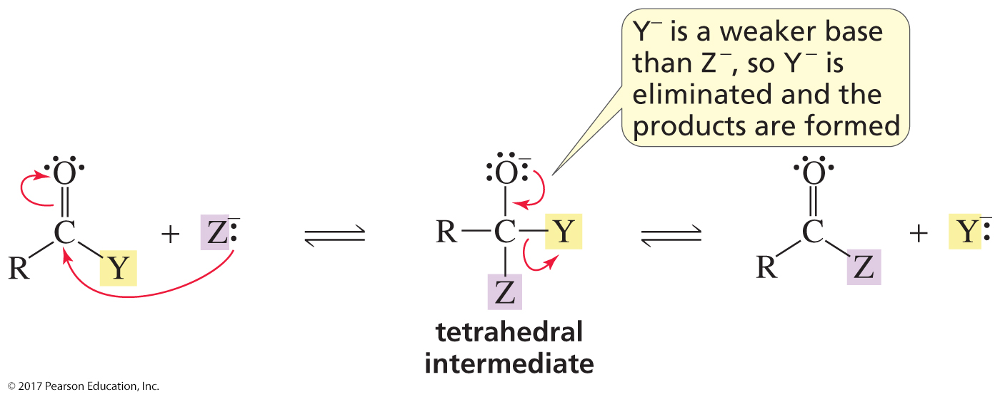 Y⁻ is a weaker base
than Z⁻, so Y⁻ is
eliminated and the
products are formed
O
C
R
Y
+
Z:⁻
⇌
:O:⁻
R—C—Y
Z
tetrahedral
intermediate
⇌
O
C
R
Z
+
Y:⁻
© 2017 Pearson Education, Inc.